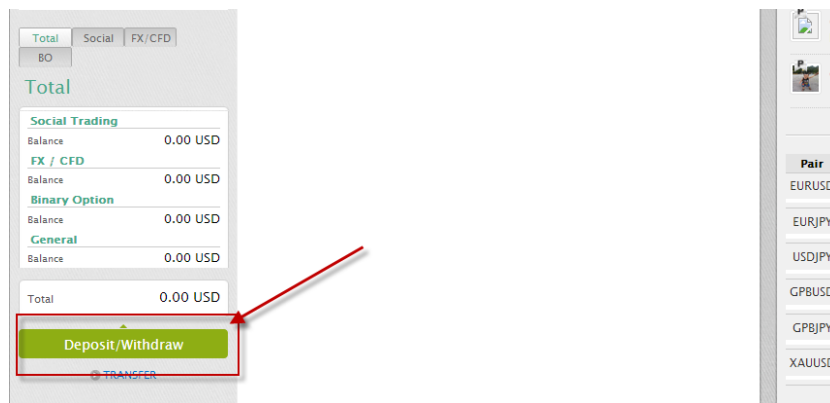 Total Social FX/CFD
BO
Total
Social Trading
Balance 0.00 USD
FX / CFD
Balance 0.00 USD
Binary Option
Balance 0.00 USD
General
Balance 0.00 USD
Total 0.00 USD
Deposit/Withdraw
TRANSFER
Pair
EURUSD
EURJPY
USDJPY
GPBUSD
GPBJPY
XAUUSD